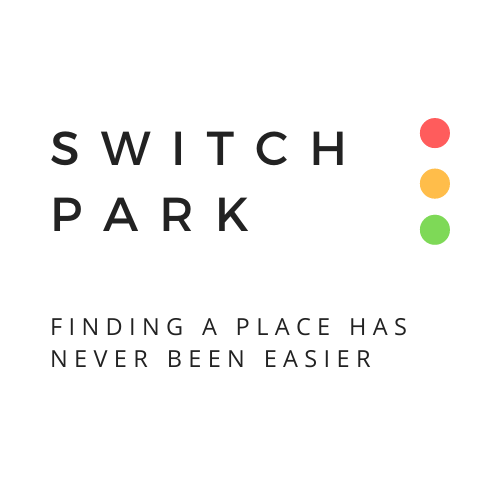 SWITCH
PARK
FINDING A PLACE HAS
NEVER BEEN EASIER